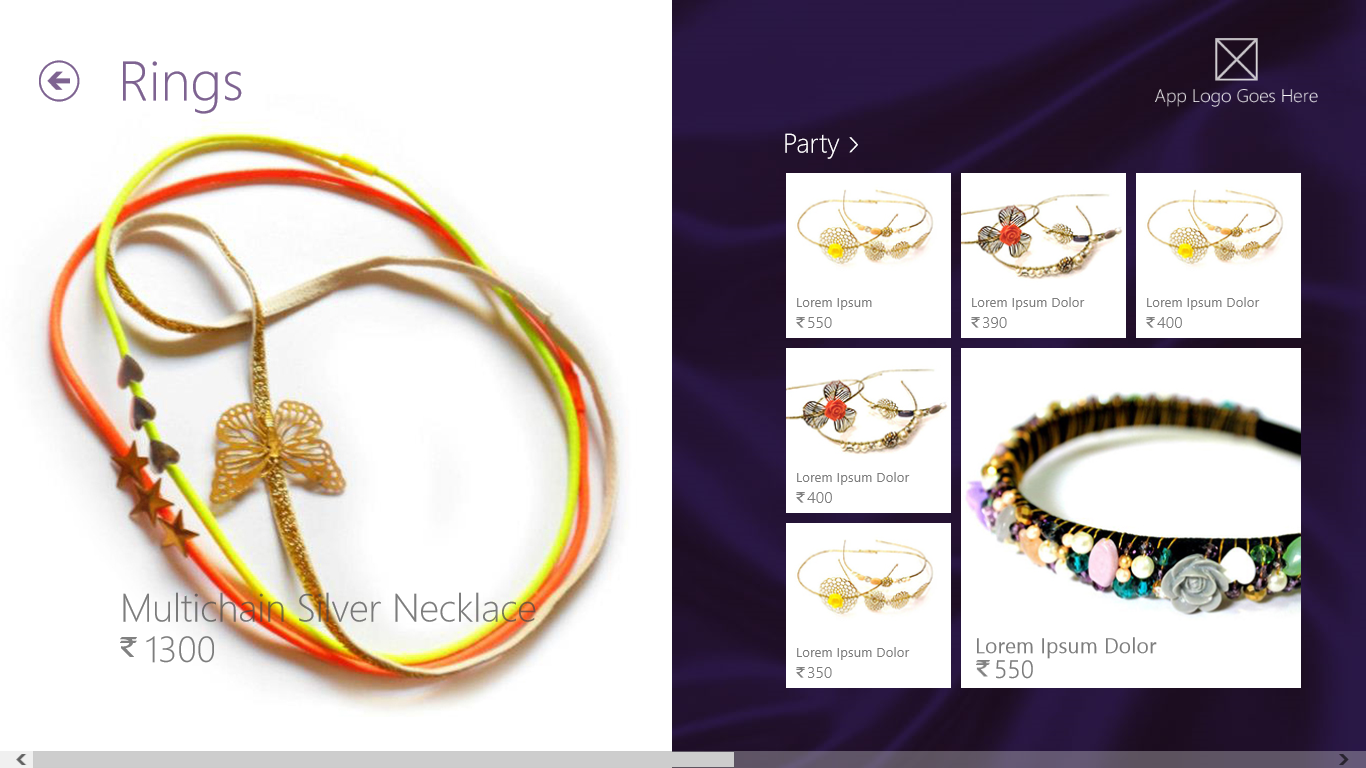 Rings
Multichain Silver Necklace
₹ 1300
App Logo Goes Here
Party >
Lorem Ipsum
₹ 550
Lorem Ipsum Dolor
₹ 390
Lorem Ipsum Dolor
₹ 400
Lorem Ipsum Dolor
₹ 400
Lorem Ipsum Dolor
₹ 350
Lorem Ipsum Dolor
₹ 550